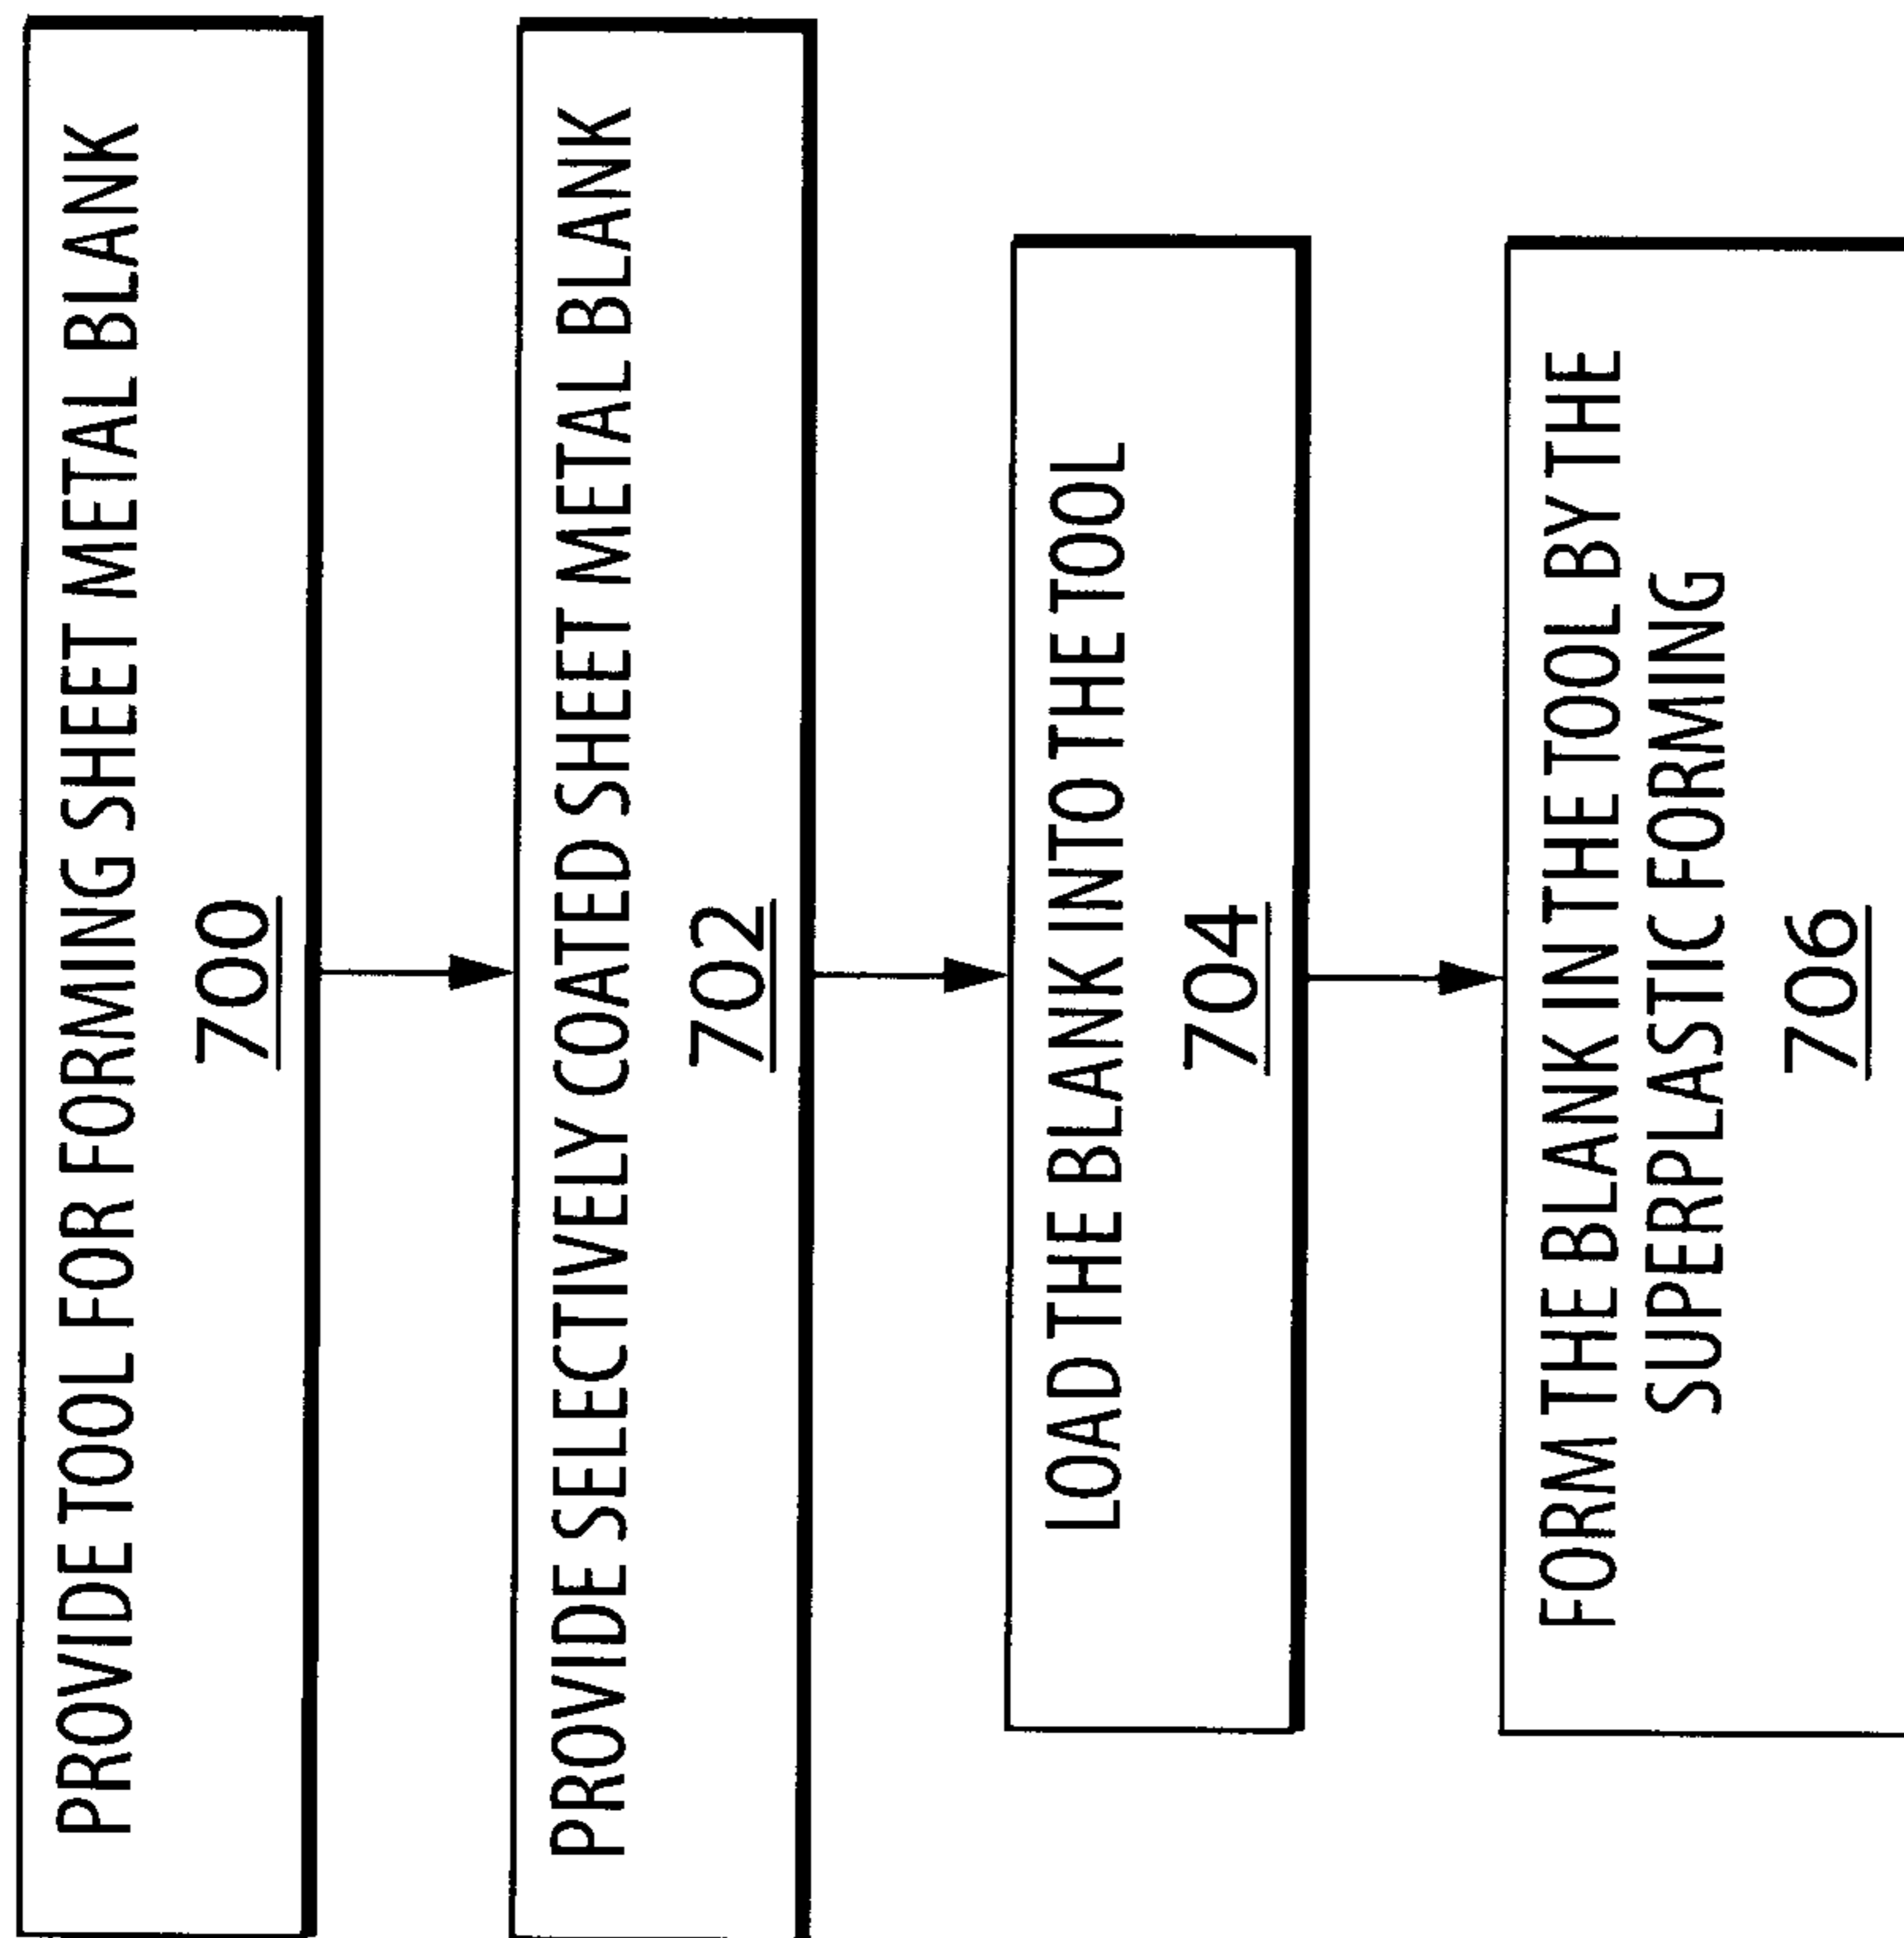 PROVIDE TOOL FOR FORMING SHEET METAL BLANK
700
PROVIDE SELECTIVELY COATED SHEET METAL BLANK
702
LOAD THE BLANK INTO THE TOOL
704
FORM THE BLANK IN THE TOOL BY THE
SUPERPLASTIC FORMING
706